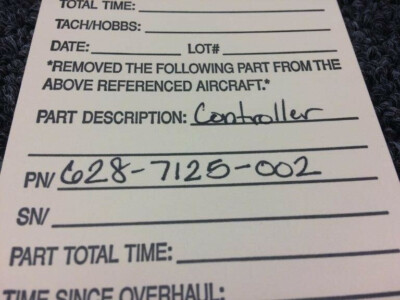 TOTAL TIME:
TACH/HOBBS:
DATE: LOT#
*REMOVED THE FOLLOWING PART FROM THE
ABOVE REFERENCED AIRCRAFT.*
PART DESCRIPTION: Controller
PN/ 628-7125-002
SN/
PART TOTAL TIME:
TIME SINCE OVERHAUL: